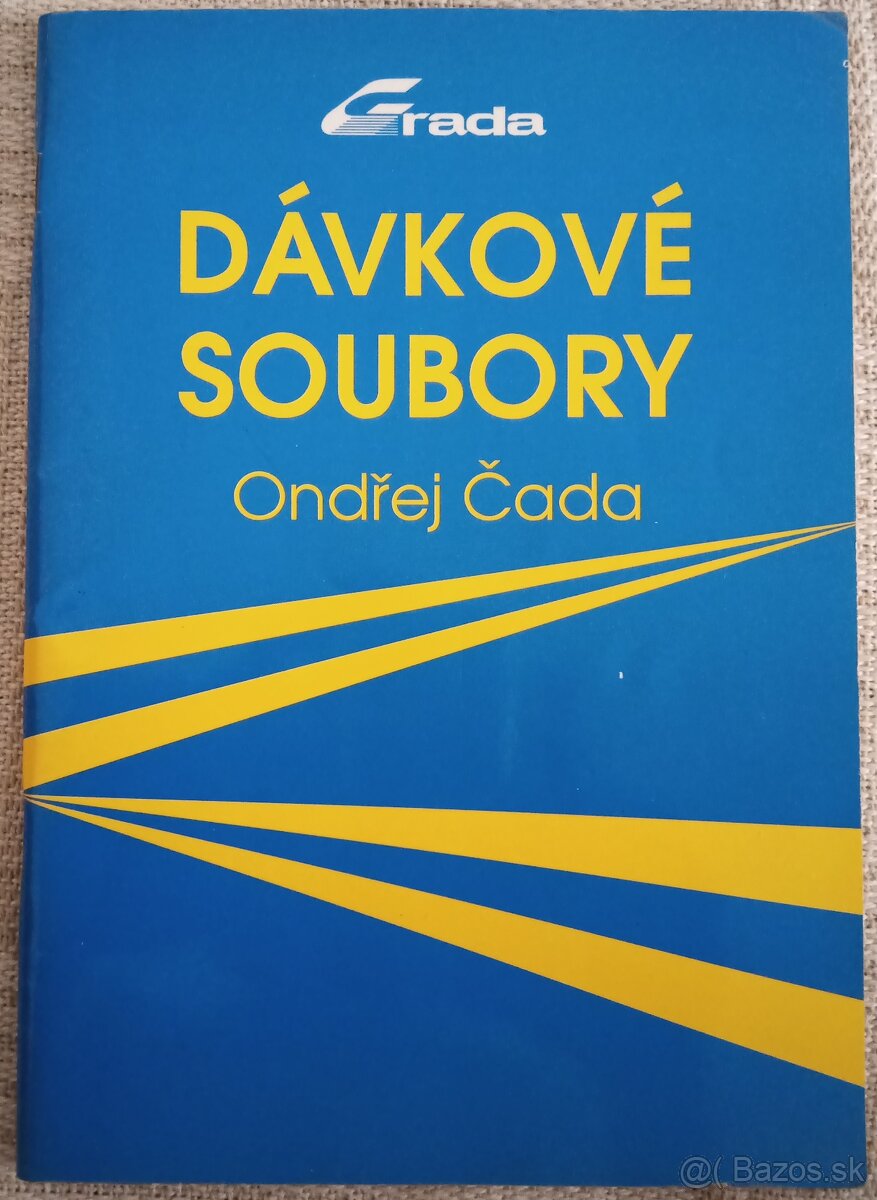 Grada
DÁVKOVÉ
SOUBORY
Ondřej Čada
@( Bazos.sk